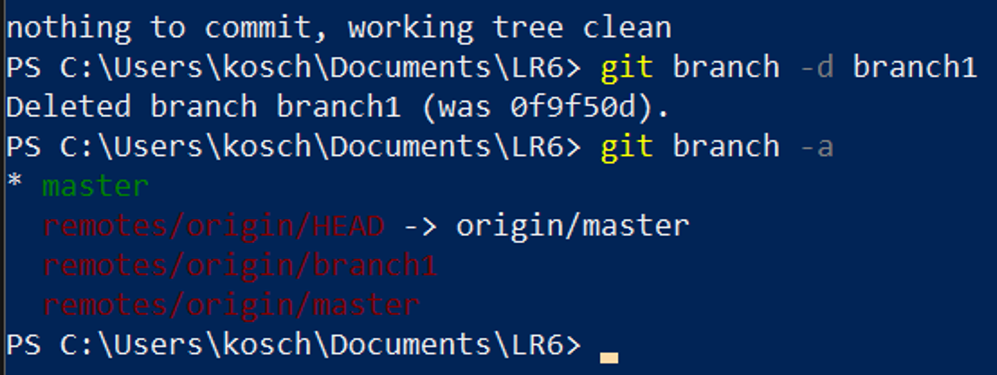 nothing to commit, working tree clean
PS C:\Users\kosch\Documents\LR6> git branch -d branch1
Deleted branch branch1 (was 0f9f50d).
PS C:\Users\kosch\Documents\LR6> git branch -a
* master
  remotes/origin/HEAD -> origin/master
  remotes/origin/branch1
  remotes/origin/master
PS C:\Users\kosch\Documents\LR6>